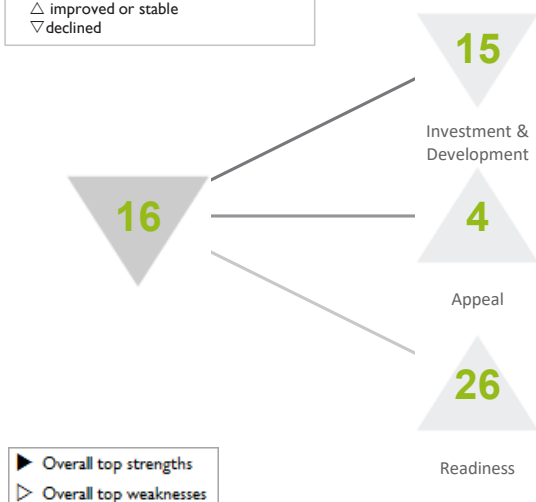 △ improved or stable
▽ declined
15
Investment &
Development
16
4
Appeal
26
Readiness
▶ Overall top strengths
▷ Overall top weaknesses